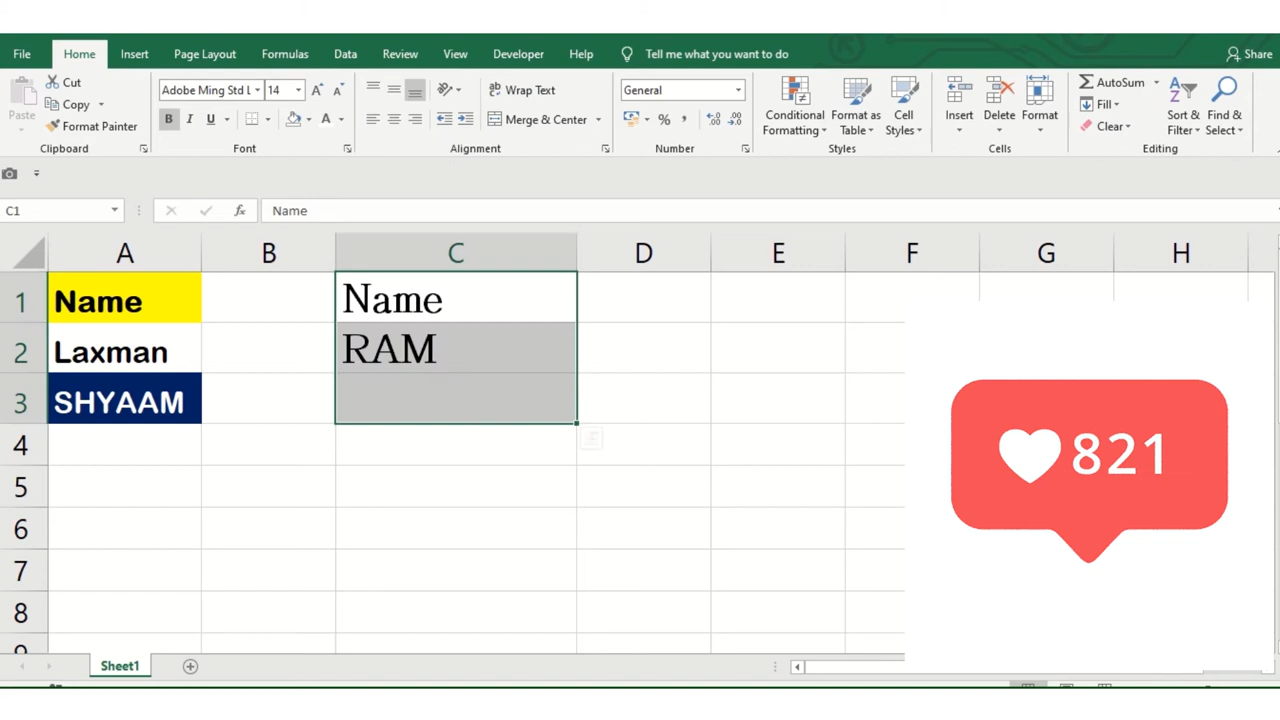 File Home Insert Page Layout Formulas Data Review View Developer Help Tell me what you want to do Share
Paste Cut Copy Format Painter Clipboard
Adobe Ming Std L 14 A A B I U A Font
Wrap Text Merge & Center Alignment
General % , Number
Conditional Formatting Format as Table Cell Styles Styles
Insert Delete Format Cells
AutoSum Fill Clear Sort & Filter Find & Select Editing
C1 fx Name
A B C D E F G H
1 Name Name
2 Laxman RAM
3 SHYAAM
4
5
6
7
8
9
821
Sheet1